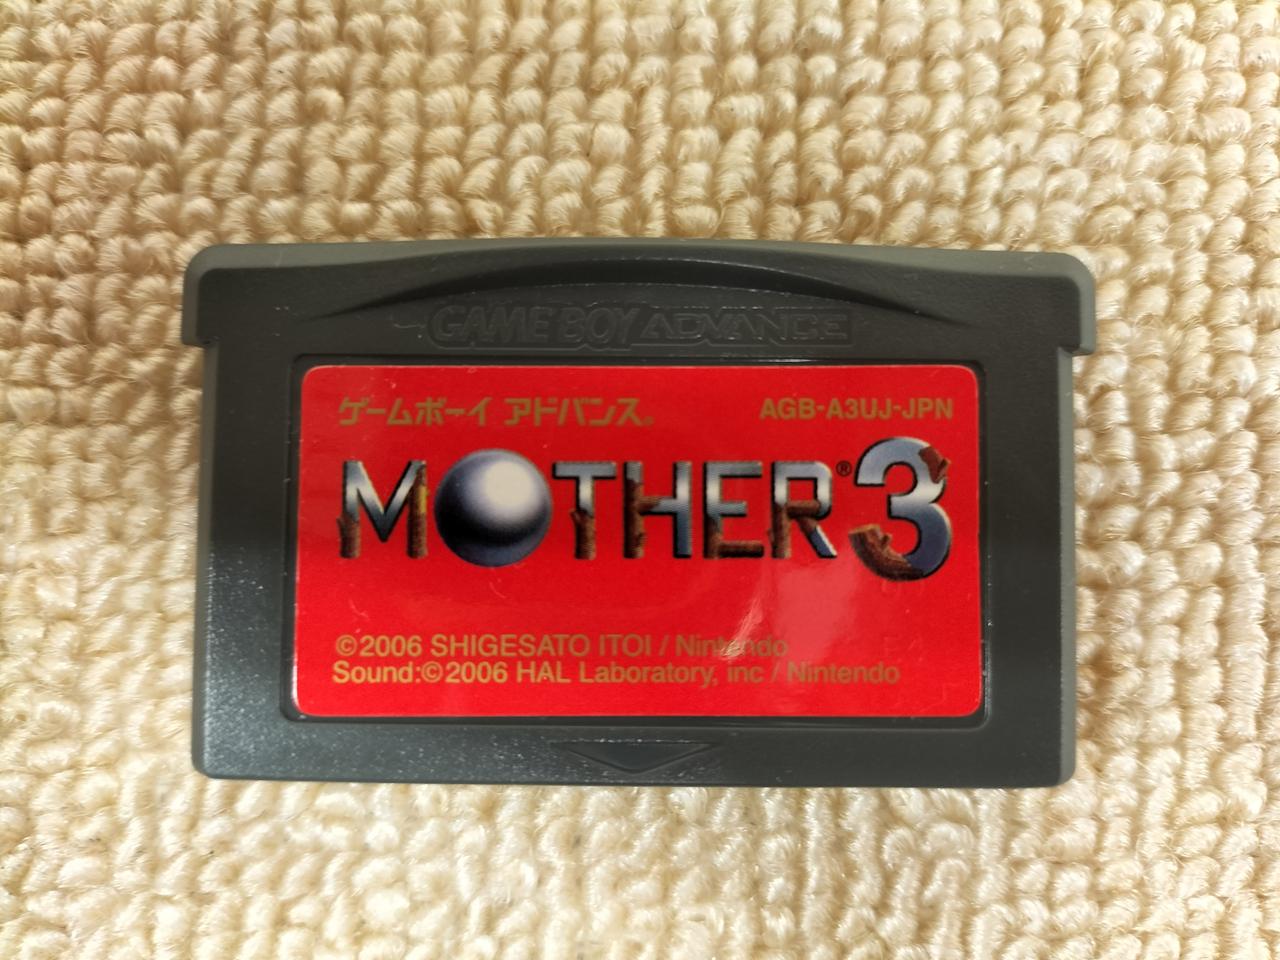 GAME BOY ADVANCE
ゲームボーイ アドバンス® AGB-A3UJ-JPN
MOTHER® 3
©2006 SHIGESATO ITOI / Nintendo
Sound:©2006 HAL Laboratory, inc / Nintendo